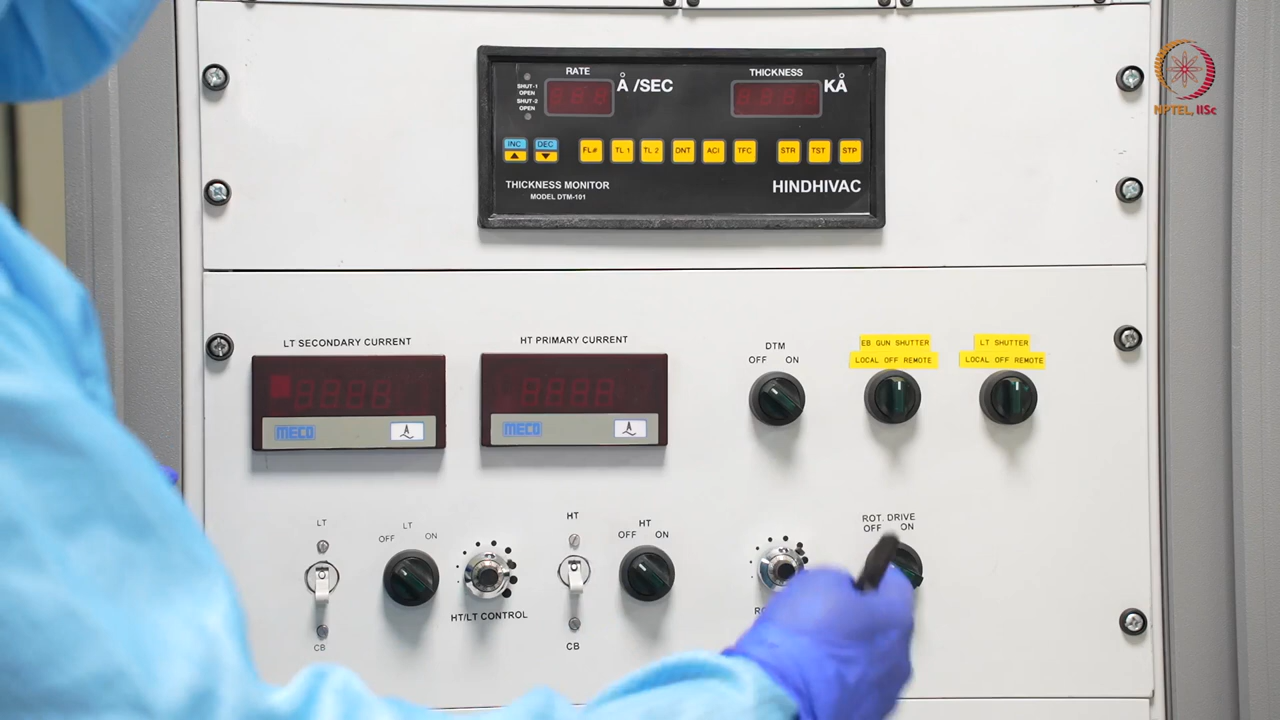 NPTEL, IISc
RATE
Å /SEC
THICKNESS
KÅ
SHUT-1
OPEN
SHUT-2
OPEN
INC
DEC
FL#
TL 1
TL 2
DNT
ACI
TFC
STR
TST
STP
THICKNESS MONITOR
MODEL DTM-101
HINDHIVAC
LT SECONDARY CURRENT
HT PRIMARY CURRENT
MECO
A
MECO
A
DTM
OFF ON
EB GUN SHUTTER
LOCAL OFF REMOTE
LT SHUTTER
LOCAL OFF REMOTE
LT
CB
LT
OFF ON
HT/LT CONTROL
HT
CB
HT
OFF ON
ROT. DRIVE
OFF ON